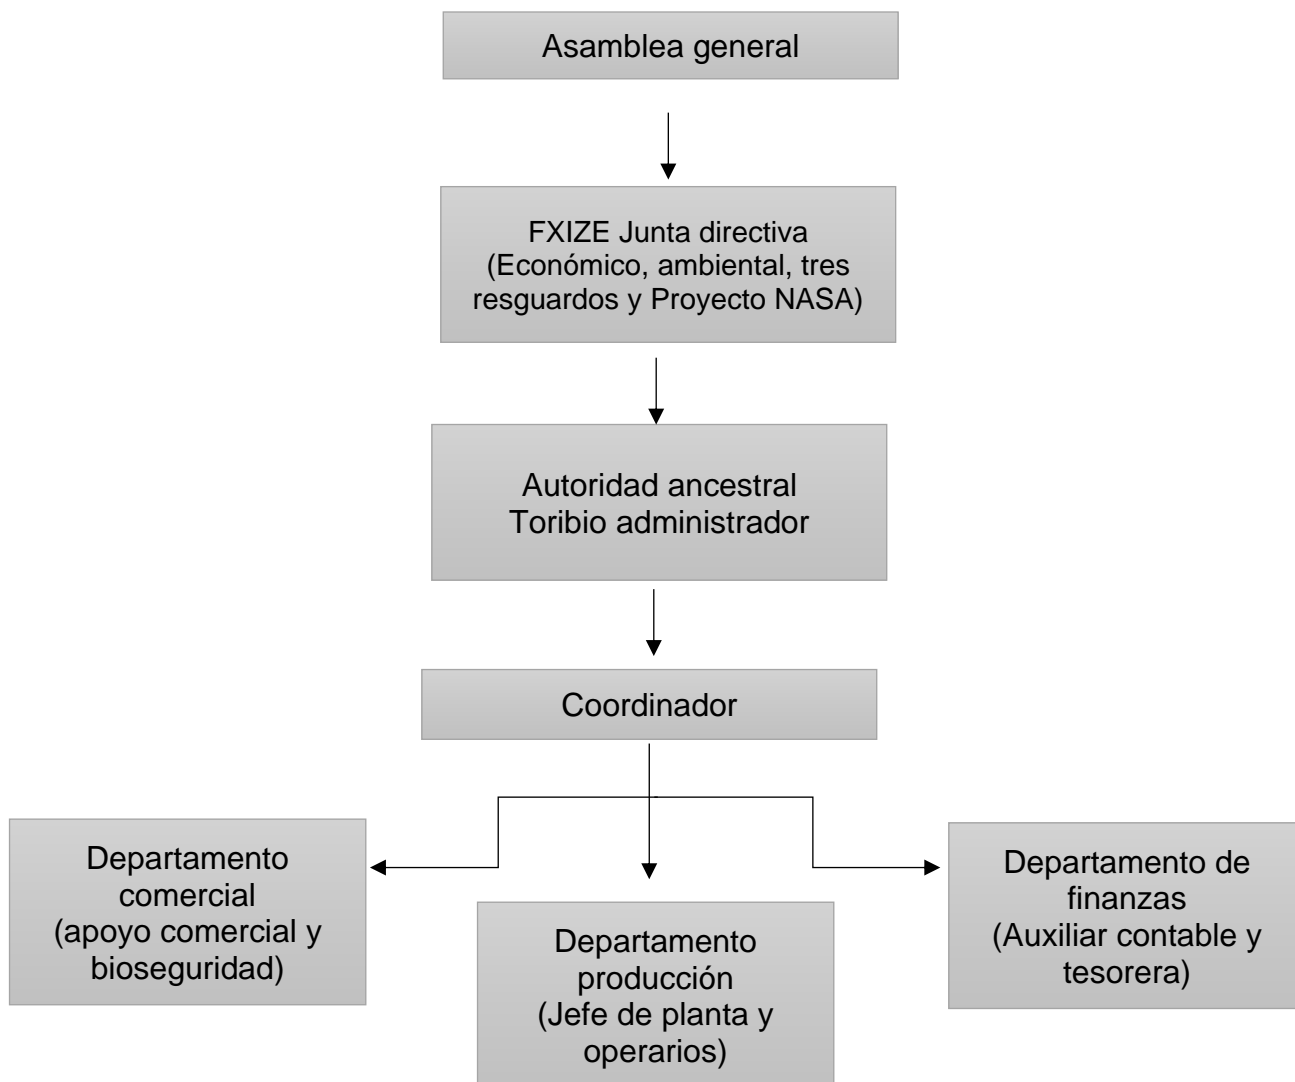 Asamblea general
FXIZE Junta directiva
(Económico, ambiental, tres
resguardos y Proyecto NASA)
Autoridad ancestral
Toribio administrador
Coordinador
Departamento
comercial
(apoyo comercial y
bioseguridad)
Departamento
producción
(Jefe de planta y
operarios)
Departamento de
finanzas
(Auxiliar contable y
tesorera)